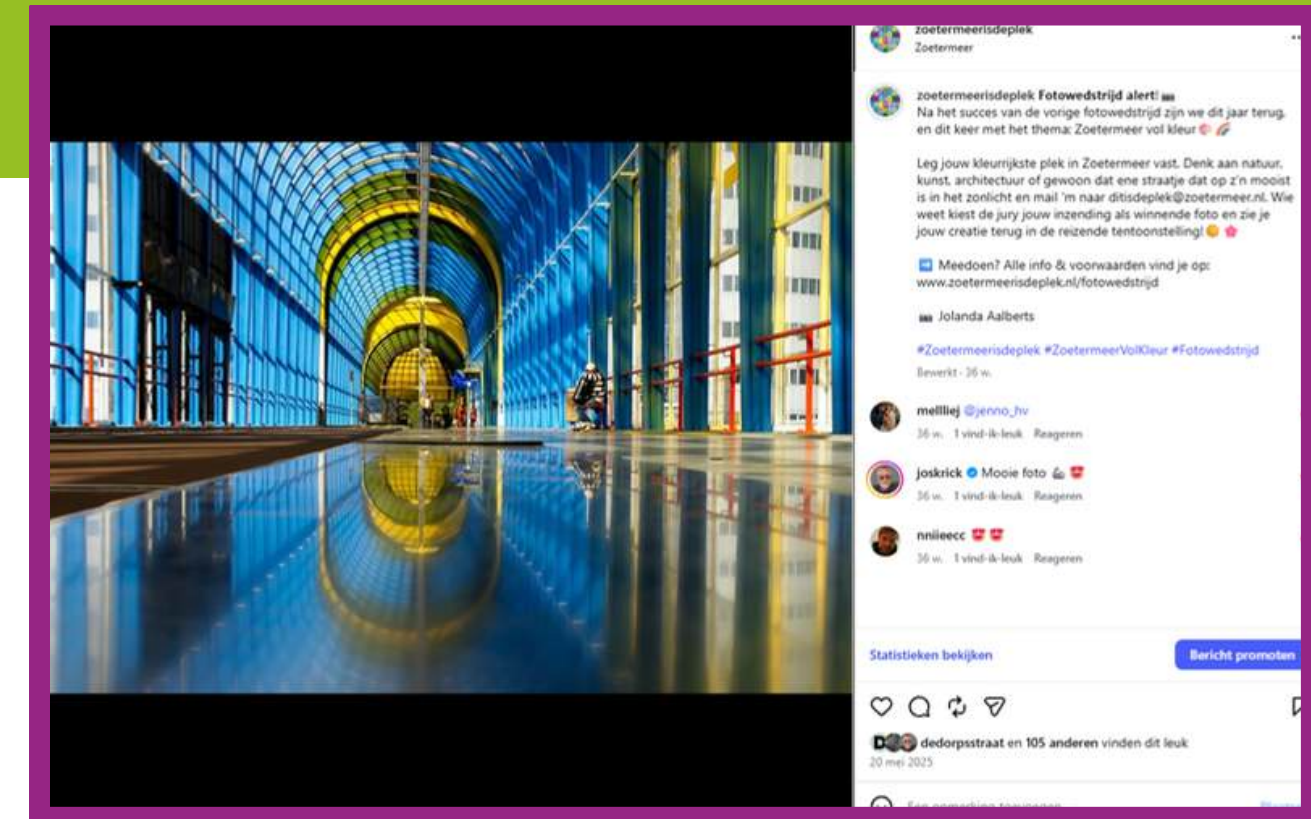 zoetermeerisdeplek
Zoetermeer
zoetermeerisdeplek Fotowedstrijd alert!
Na het succes van de vorige fotowedstrijd zijn we dit jaar terug,
en dit keer met het thema: Zoetermeer vol kleur
Leg jouw kleurrijkste plek in Zoetermeer vast. Denk aan natuur,
kunst, architectuur of gewoon dat ene straatje dat op z'n mooist
is in het zonlicht en mail 'm naar ditisdeplek@zoetermeer.nl. Wie
weet kiest de jury jouw inzending als winnende foto en zie je
jouw creatie terug in de reizende tentoonstelling!
Meedoen? Alle info & voorwaarden vind je op:
www.zoetermeerisdeplek.nl/fotowedstrijd
Jolanda Aalberts
#Zoetermeerisdeplek #ZoetermeerVolKleur #Fotowedstrijd
Bewerkt · 36 w.
mellliej @jenno_hv
36 w. 1 vind-ik-leuk Reageren
joskrick Mooie foto
36 w. 1 vind-ik-leuk Reageren
nniieecc
36 w. 1 vind-ik-leuk Reageren
Statistieken bekijken
Bericht promoten
dedorpsstraat en 105 anderen vinden dit leuk
20 mei 2025
Een opmerking toevoegen